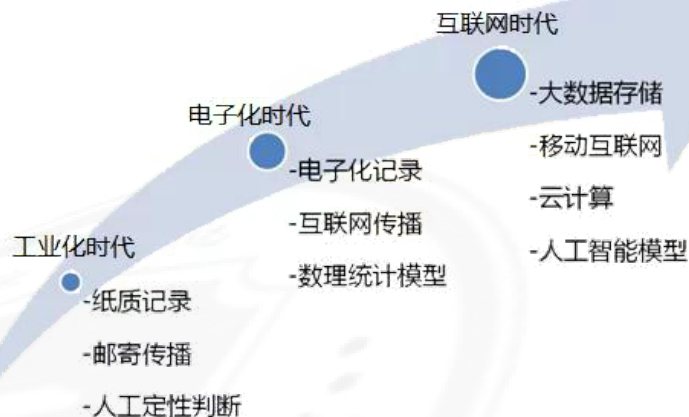 互联网时代
-大数据存储
-移动互联网
-云计算
-人工智能模型
电子化时代
-电子化记录
-互联网传播
-数理统计模型
工业化时代
-纸质记录
-邮寄传播
-人工定性判断